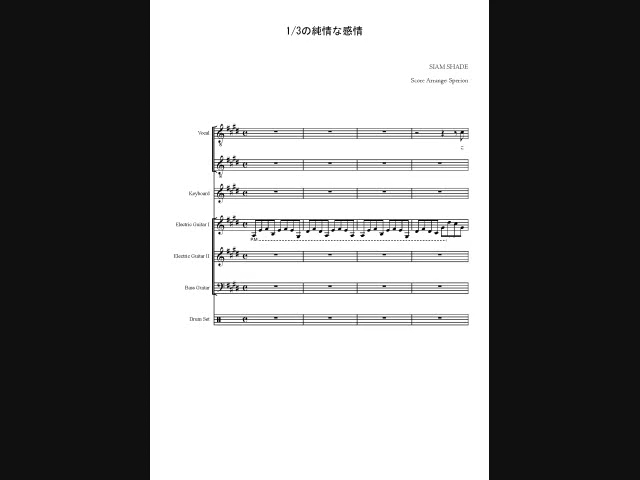 1/3の純情な感情
SIAM SHADE
Score Arrange Sperion
Vocal
Keyboard
Electric Guitar I
P.M.
Electric Guitar II
Bass Guitar
Drum Set